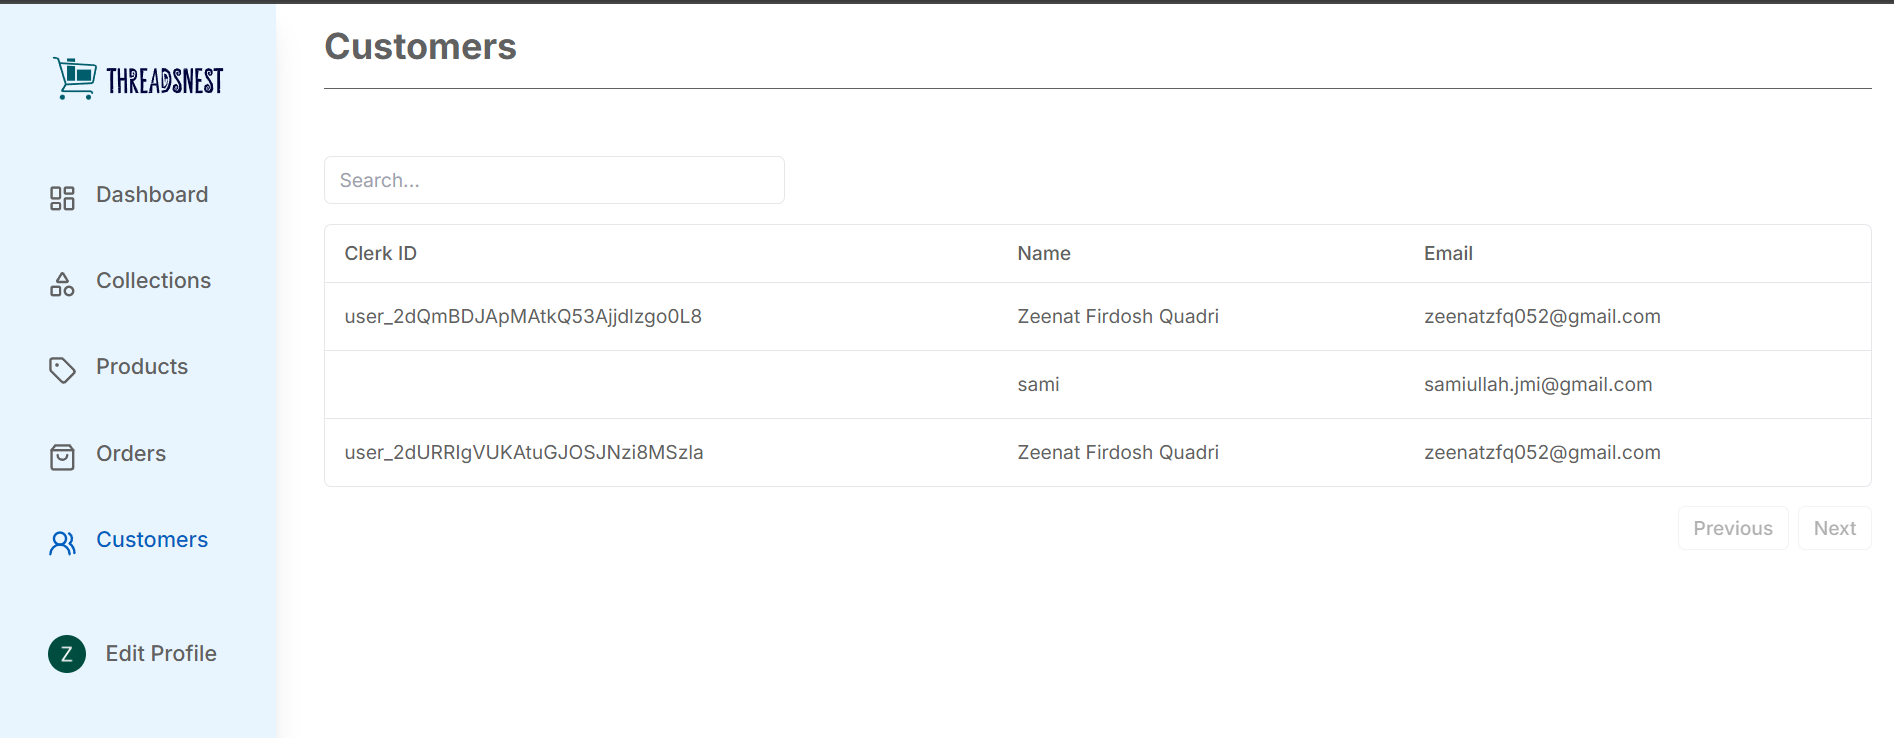 THREADSNEST
Dashboard
Collections
Products
Orders
Customers
Z
Edit Profile
Customers
Search...
Clerk ID Name Email
user_2dQmBDJApMAtkQ53Ajjdlzgo0L8 Zeenat Firdosh Quadri zeenatzfq052@gmail.com
sami samiullah.jmi@gmail.com
user_2dURRIgVUKAtuGJOSJNzi8MSzla Zeenat Firdosh Quadri zeenatzfq052@gmail.com
Previous Next